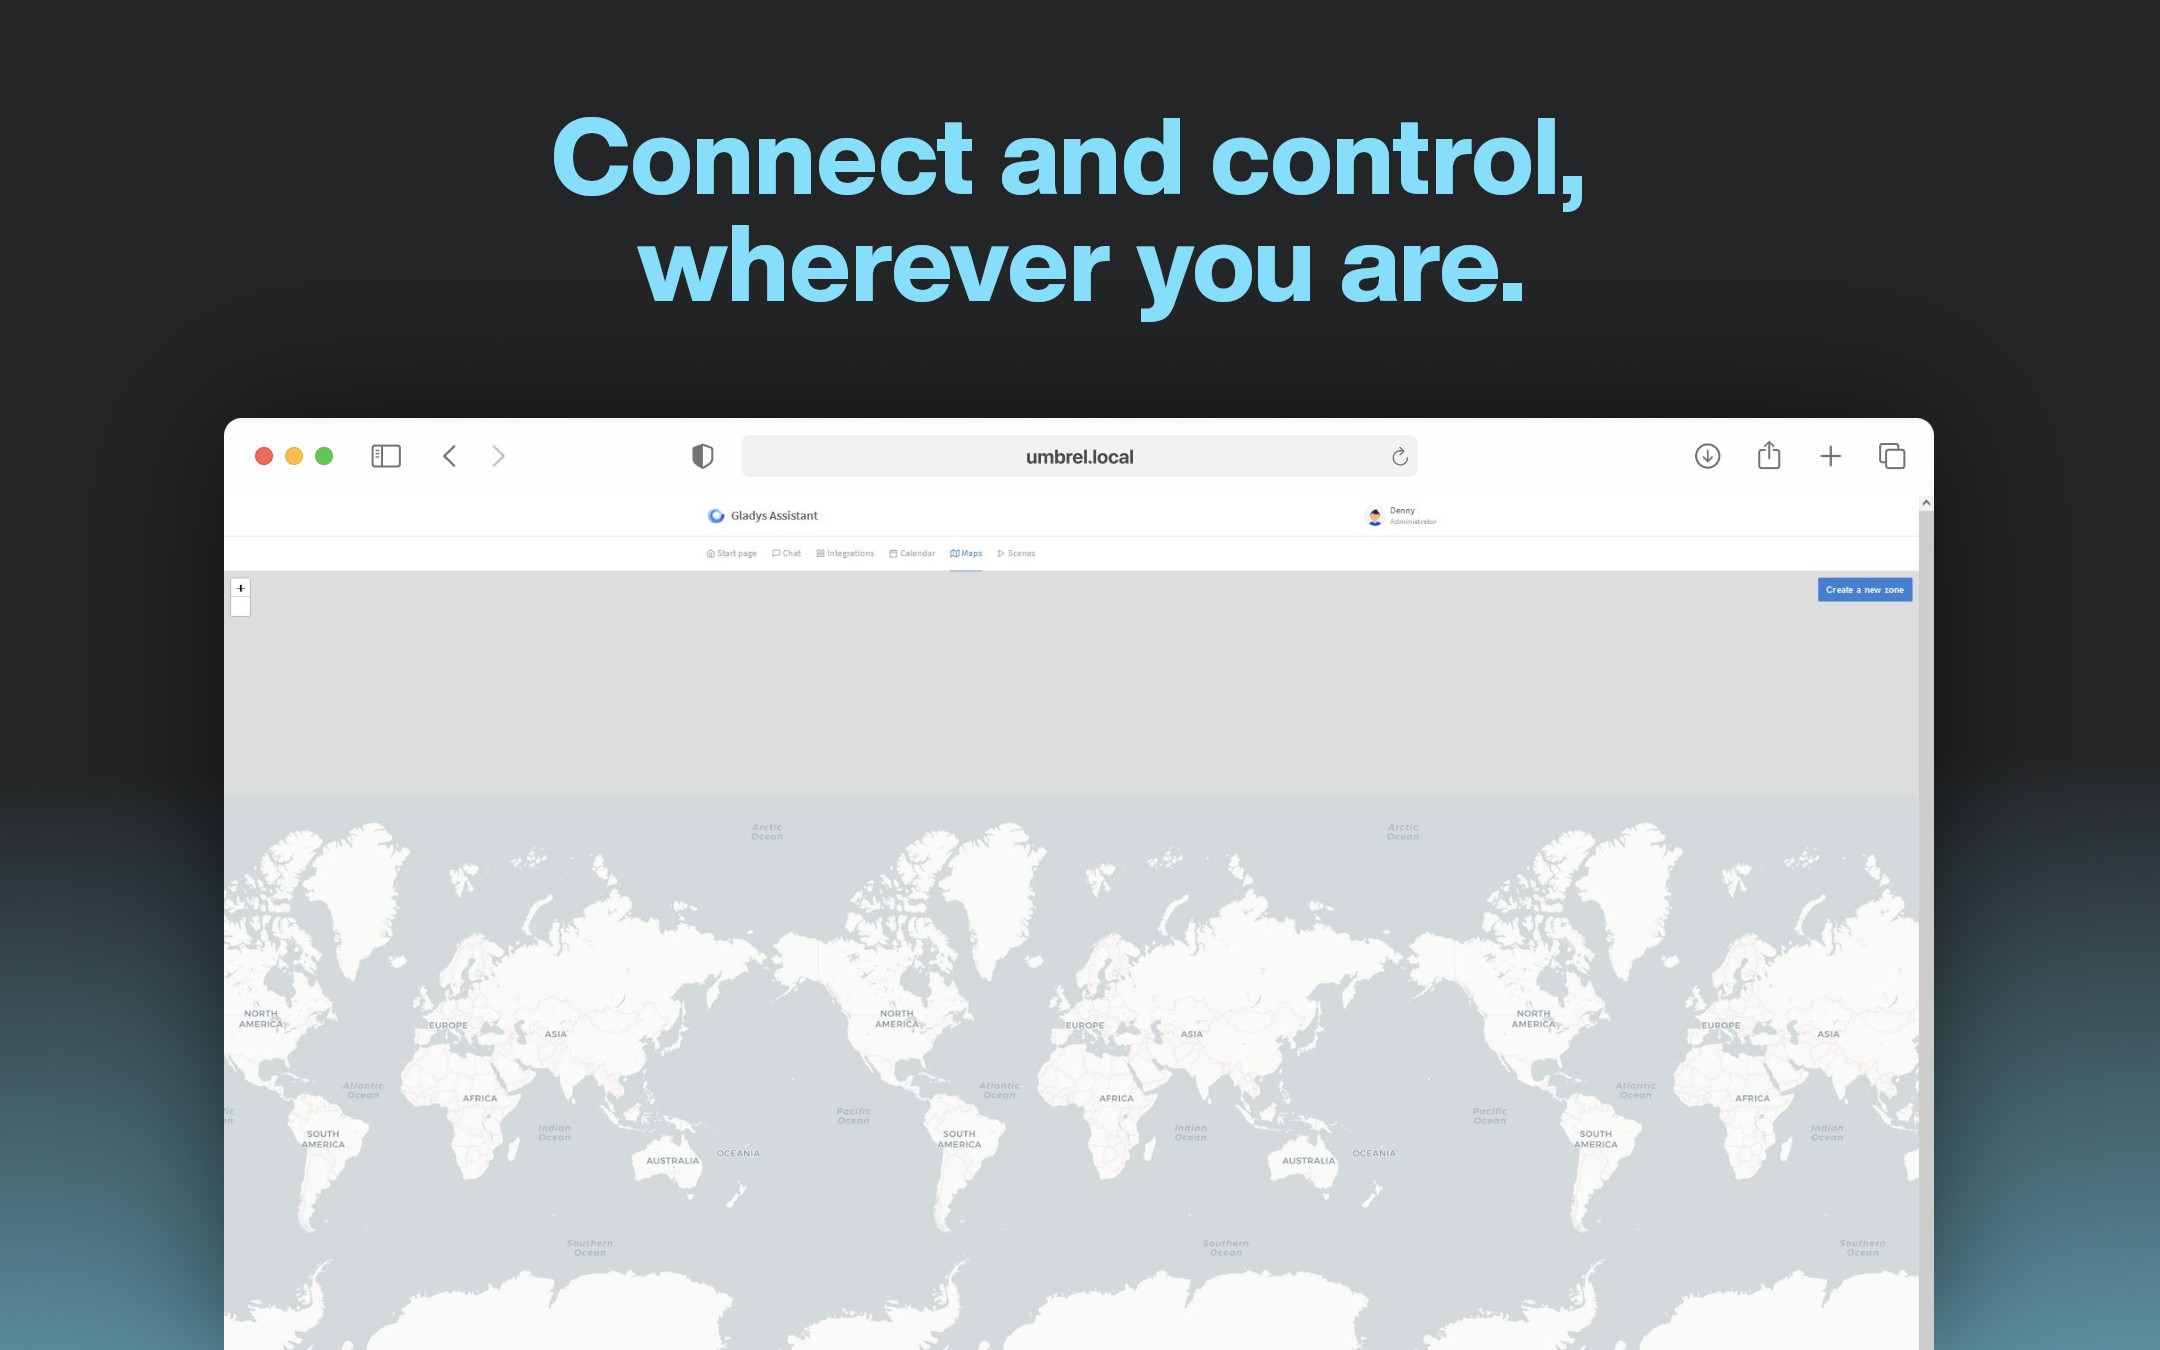 Connect and control,
wherever you are.
umbrel.local
Gladys Assistant
Denny
Administrator
Start page Chat Integrations Calendar Maps Scenes
+
Create a new zone
Arctic
Ocean
Arctic
Ocean
NORTH
AMERICA
EUROPE
ASIA
NORTH
AMERICA
EUROPE
ASIA
NORTH
AMERICA
EUROPE
ASIA
Atlantic
Ocean
AFRICA
Atlantic
Ocean
AFRICA
Atlantic
Ocean
AFRICA
Pacific
Ocean
Pacific
Ocean
SOUTH
AMERICA
Indian
Ocean
SOUTH
AMERICA
Indian
Ocean
SOUTH
AMERICA
Indian
Ocean
AUSTRALIA
OCEANIA
AUSTRALIA
OCEANIA
Southern
Ocean
Southern
Ocean
Southern
Ocean